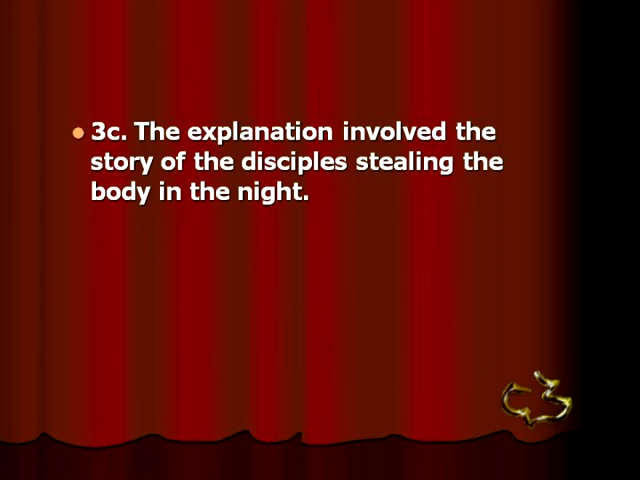 3c. The explanation involved the
story of the disciples stealing the
body in the night.